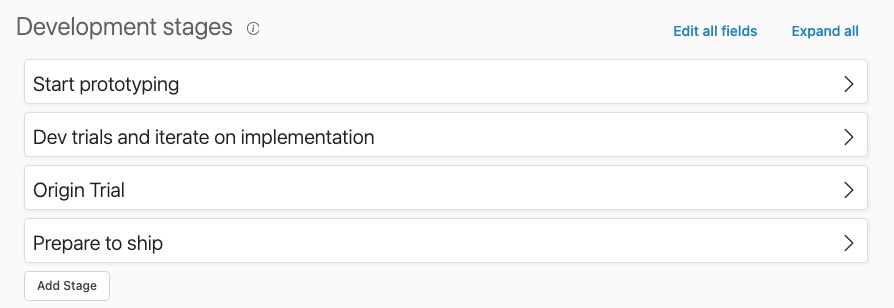 Development stages
Edit all fields
Expand all
Start prototyping
Dev trials and iterate on implementation
Origin Trial
Prepare to ship
Add Stage